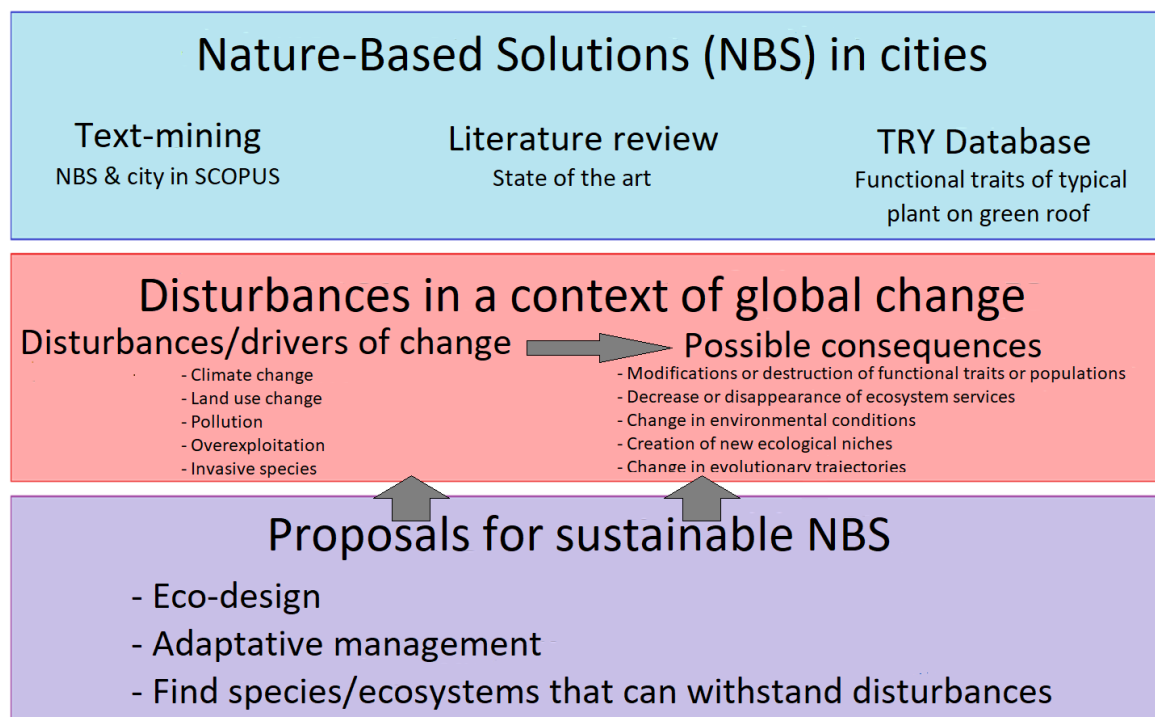 Nature-Based Solutions (NBS) in cities
Text-mining
NBS & city in SCOPUS
Literature review
State of the art
TRY Database
Functional traits of typical
plant on green roof
Disturbances in a context of global change
Disturbances/drivers of change
- Climate change
- Land use change
- Pollution
- Overexploitation
- Invasive species
Possible consequences
- Modifications or destruction of functional traits or populations
- Decrease or disappearance of ecosystem services
- Change in environmental conditions
- Creation of new ecological niches
- Change in evolutionary trajectories
Proposals for sustainable NBS
- Eco-design
- Adaptative management
- Find species/ecosystems that can withstand disturbances